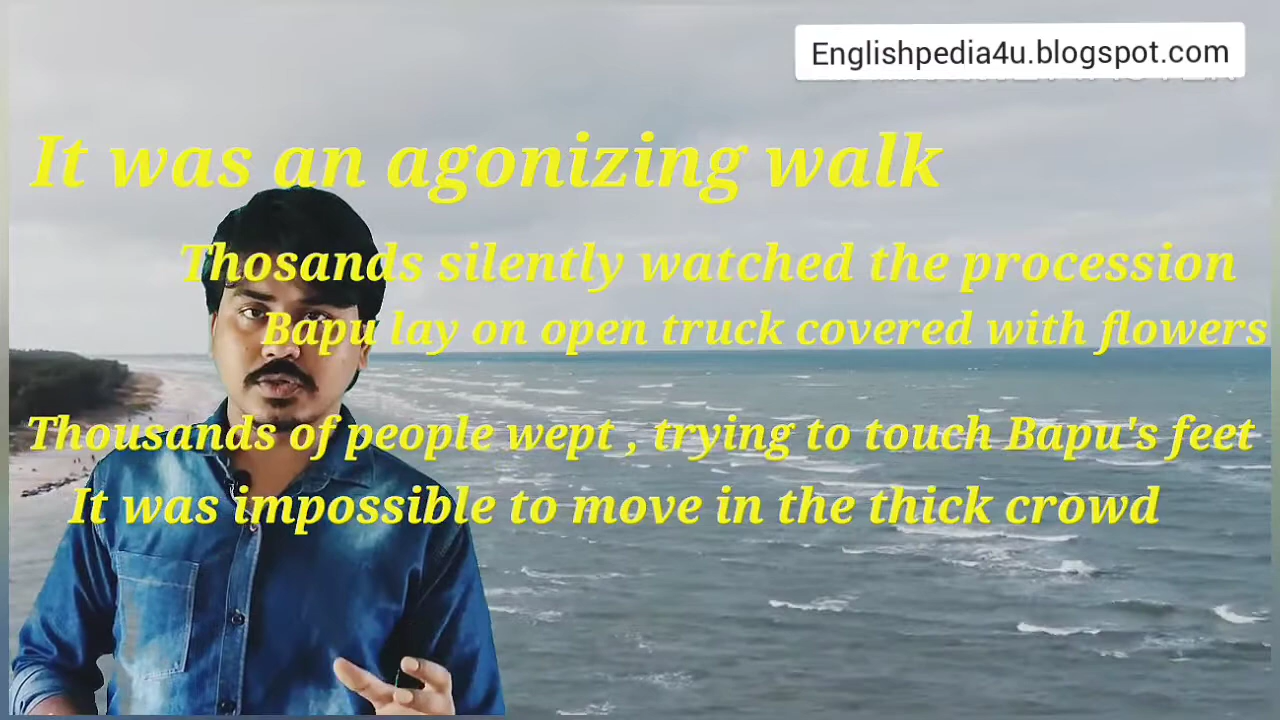 Englishpedia4u.blogspot.com
It was an agonizing walk
Thosands silently watched the procession
Bapu lay on open truck covered with flowers
Thousands of people wept , trying to touch Bapu's feet
It was impossible to move in the thick crowd